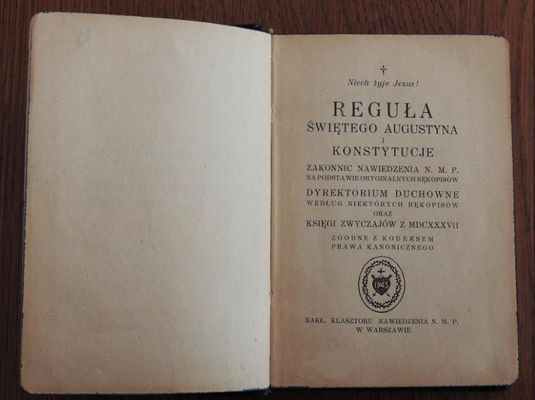 Niech żyje Jezus!
REGUŁA
ŚWIĘTEGO AUGUSTYNA
i
KONSTYTUCJE
ZAKONNIC NAWIEDZENIA N. M. P.
NA PODSTAWIE ORYGINALNYCH RĘKOPISÓW
DYREKTORIUM DUCHOWNE
WEDŁUG NIEKTÓRYCH RĘKOPISÓW
ORAZ
KSIĘGI ZWYCZAJÓW Z MDCXXXVII
ZGODNE Z KODEKSEM
PRAWA KANONICZNEGO
NAKŁ. KLASZTORU NAWIEDZENIA N. M. P.
W WARSZAWIE